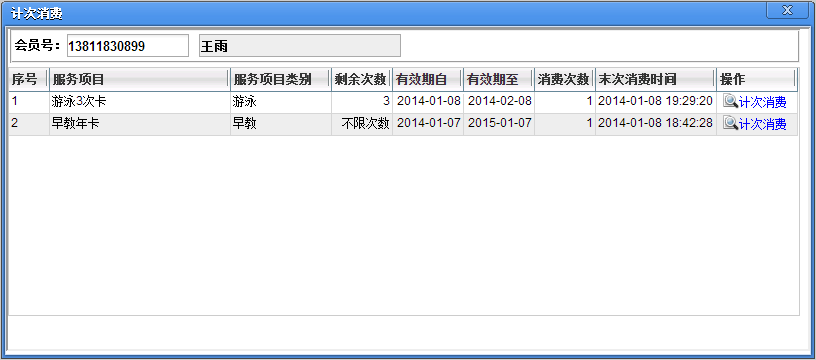 计次消费
会员号: 13811830899 王雨
序号 服务项目 服务项目类别 剩余次数 有效期自 有效期至 消费次数 末次消费时间 操作
1 游泳3次卡 游泳 3 2014-01-08 2014-02-08 1 2014-01-08 19:29:20 计次消费
2 早教年卡 早教 不限次数 2014-01-07 2015-01-07 1 2014-01-08 18:42:28 计次消费